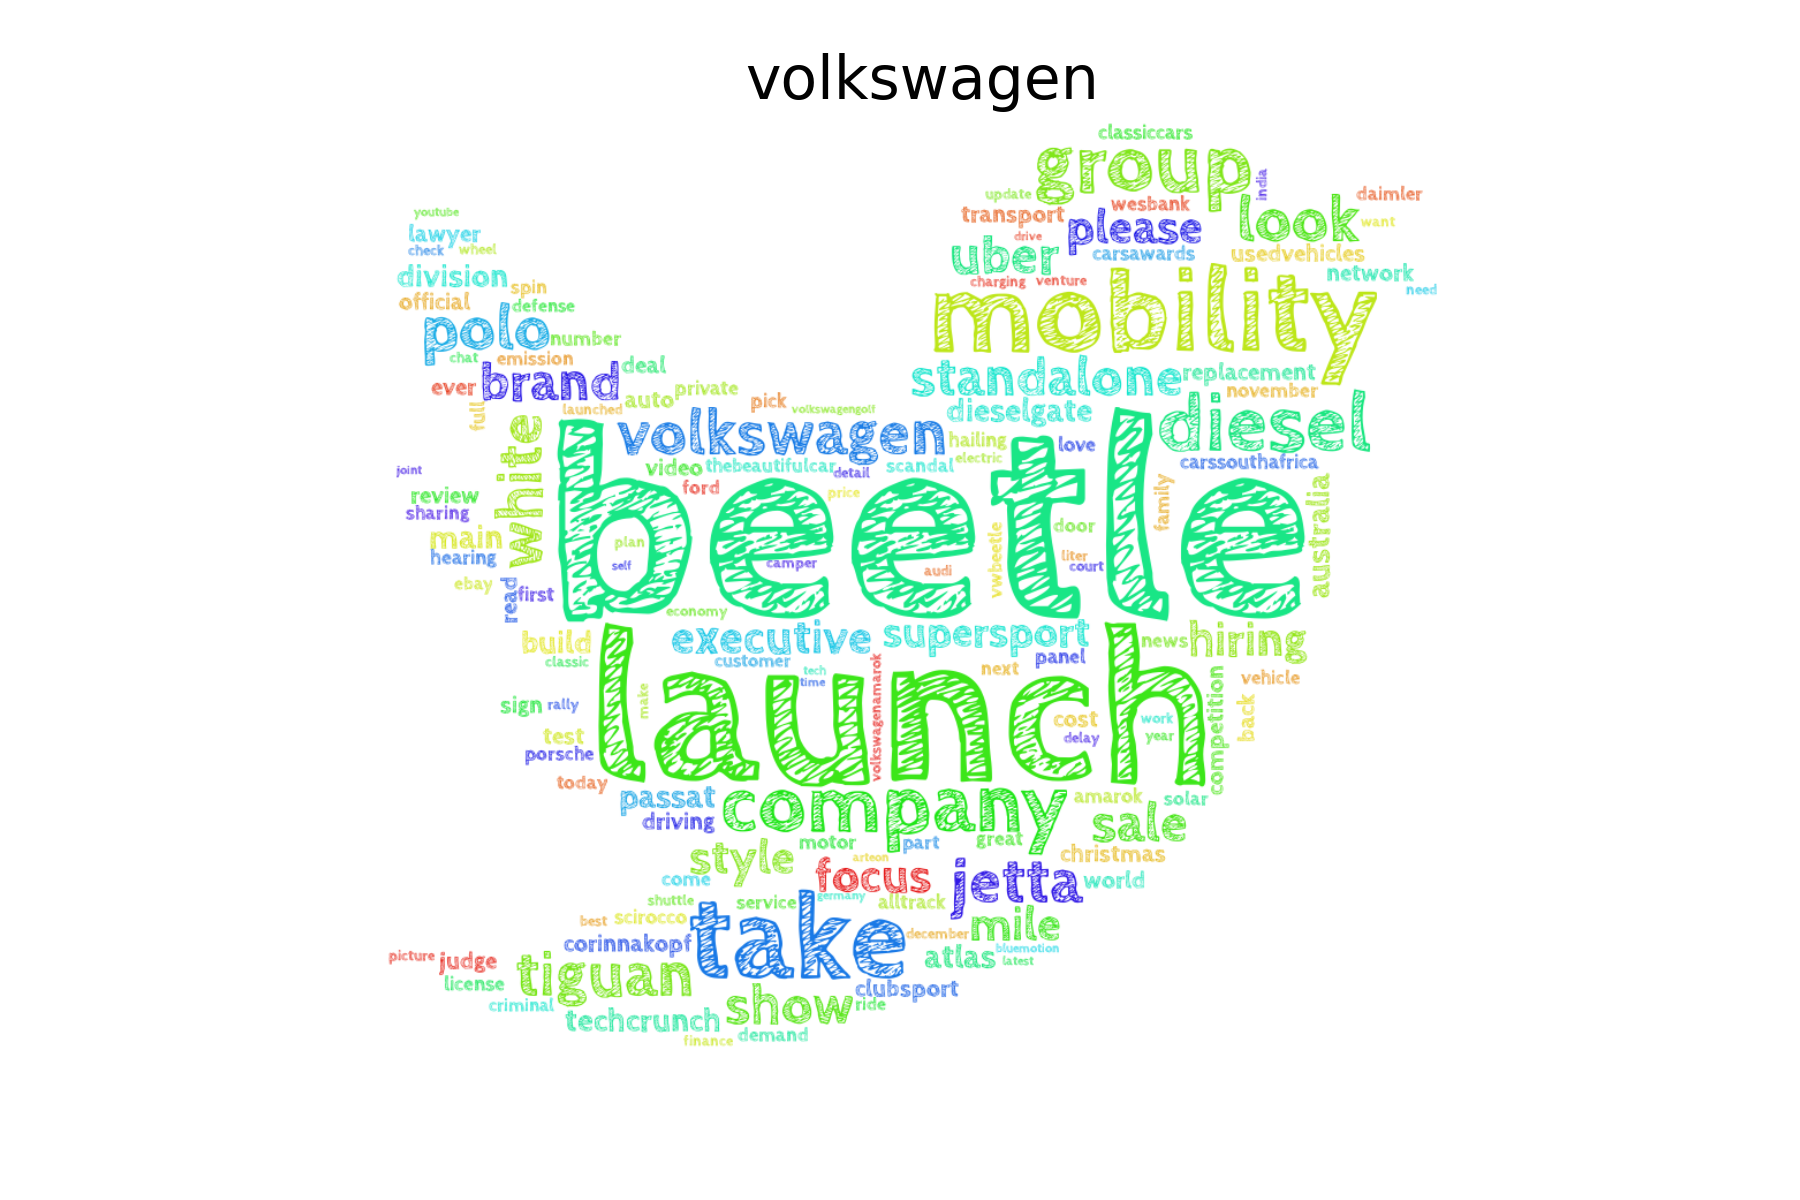 volkswagen
classiccars
group
india
update
wesbank
daimler
transport
please
look
want
youtube
lawyer
drive
check
wheel
uber
carsawards
usedvehicles
division
spin
charging
venture
network
need
official
defense
mobility
polo
number
chat
emission
deal
standalone
replacement
ever
brand
private
november
full
launched
auto
pick
volkswagengolf
dieselgate
diesel
white
volkswagen
hailing
love
joint
video
thebeautifulcar
detail
scandal
electric
carssouthafrica
review
ford
price
family
australia
sharing
beetle
main
plan
vwbeetle
door
hearing
self
camper
audi
liter
court
ebay
read
first
economy
build
executive
supersport
news
hiring
classic
customer
tech
next
panel
time
vehicle
make
volkswagenamarok
launch
sign
rally
cost
work
competition
back
test
delay
year
porsche
today
passat
company
amarok
solar
driving
sale
style
motor
part
great
arteon
christmas
come
focus
jetta
world
shuttle
service
germany
alltrack
best
scirocco
take
december
mile
corinnakopf
bluemotion
picture
judge
tiguan
atlas
latest
license
clubsport
criminal
show
ride
techcrunch
finance
demand